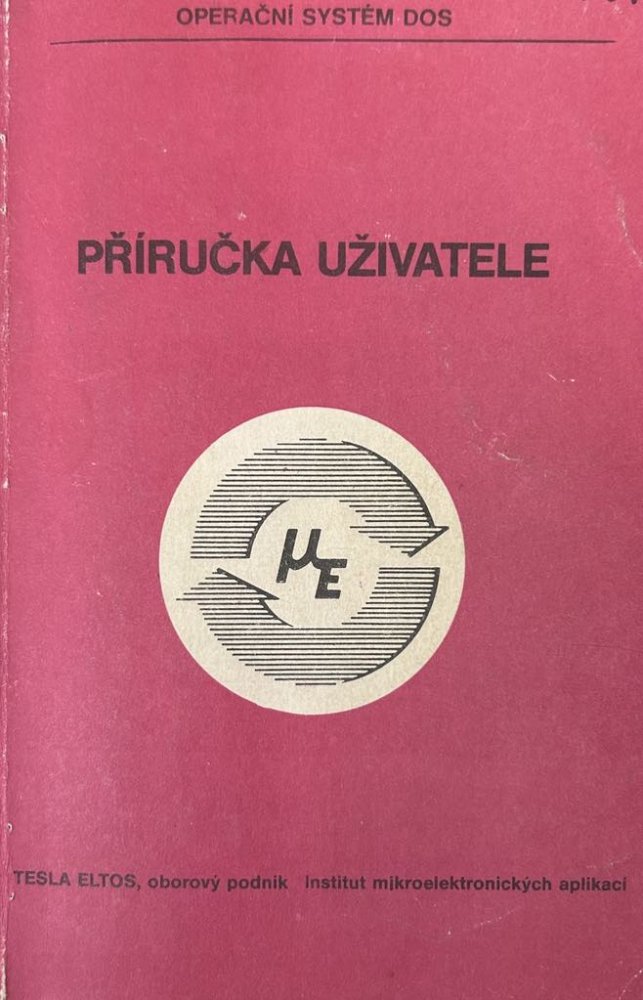 OPERAČNÍ SYSTÉM DOS
PŘÍRUČKA UŽIVATELE
μE
TESLA ELTOS, oborový podnik Institut mikroelektronických aplikací